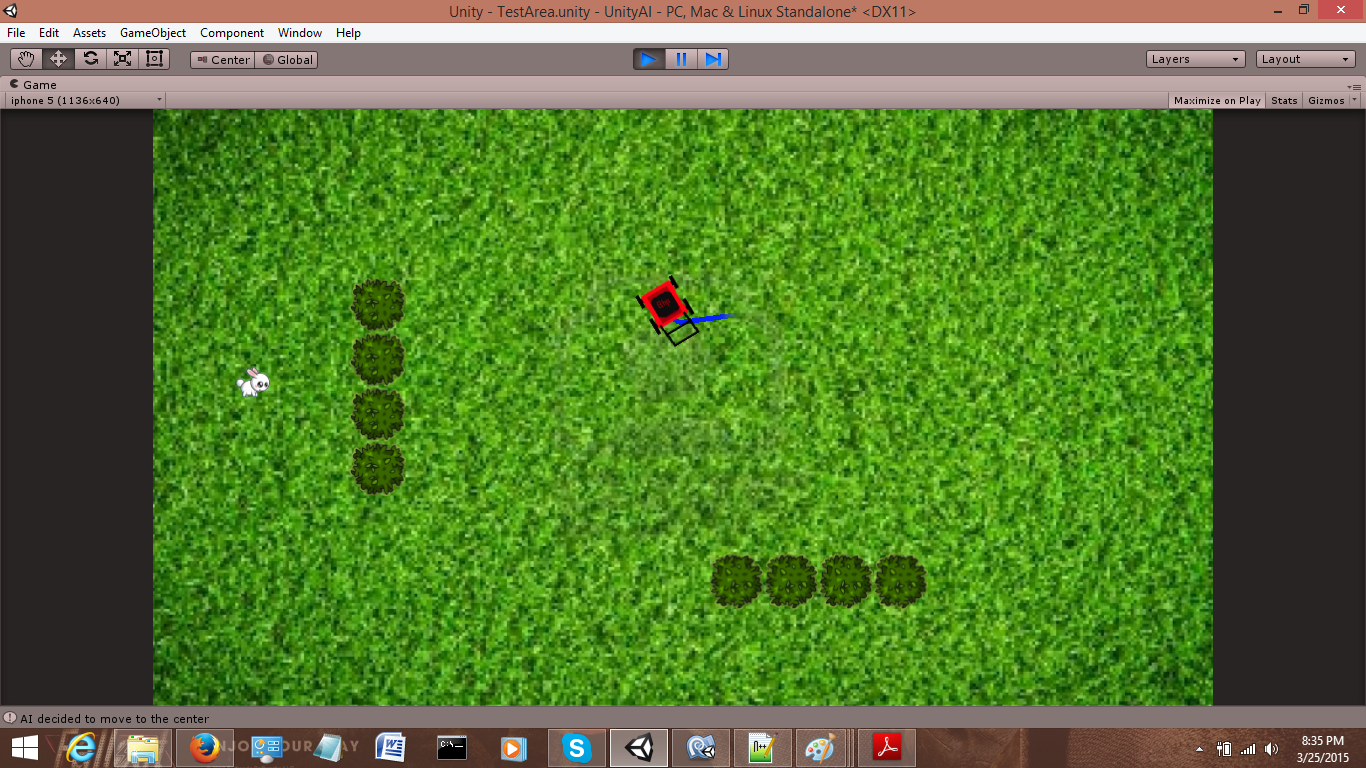 Unity - TestArea.unity - UnityAI - PC, Mac & Linux Standalone* <DX11>
File Edit Assets GameObject Component Window Help
Center Global Layers Layout
Game
iphone 5 (1136x640) Maximize on Play Stats Gizmos
AI decided to move to the center
8:35 PM
3/25/2015